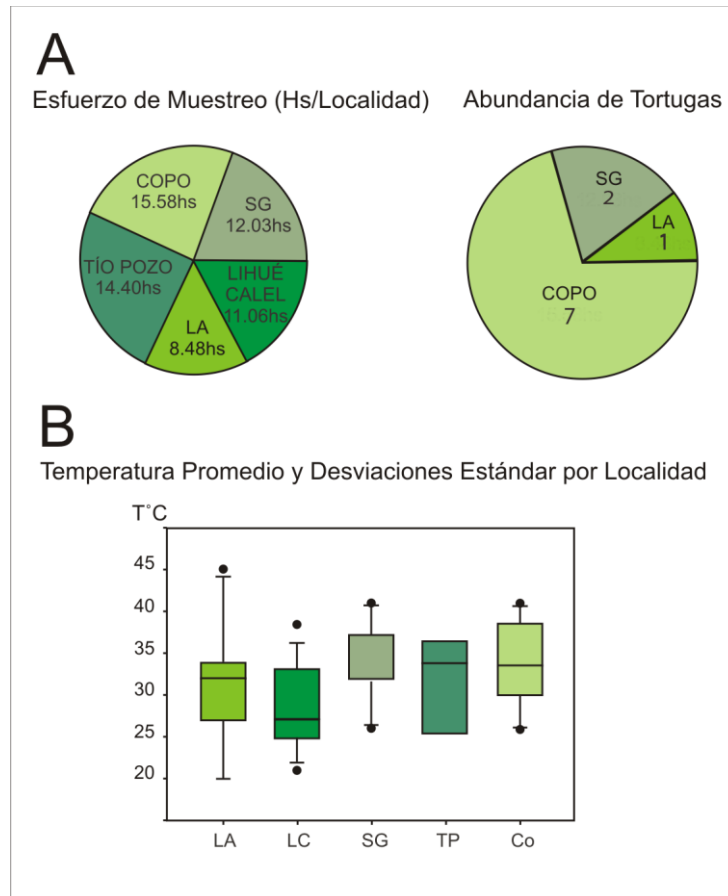 A
Esfuerzo de Muestreo (Hs/Localidad)
COPO
15.58hs
SG
12.03hs
TÍO POZO
14.40hs
LIHUÉ
CALEL
11.06hs
LA
8.48hs
Abundancia de Tortugas
SG
2
LA
1
COPO
7
B
Temperatura Promedio y Desviaciones Estándar por Localidad
T°C
45
40
35
30
25
20
LA LC SG TP Co